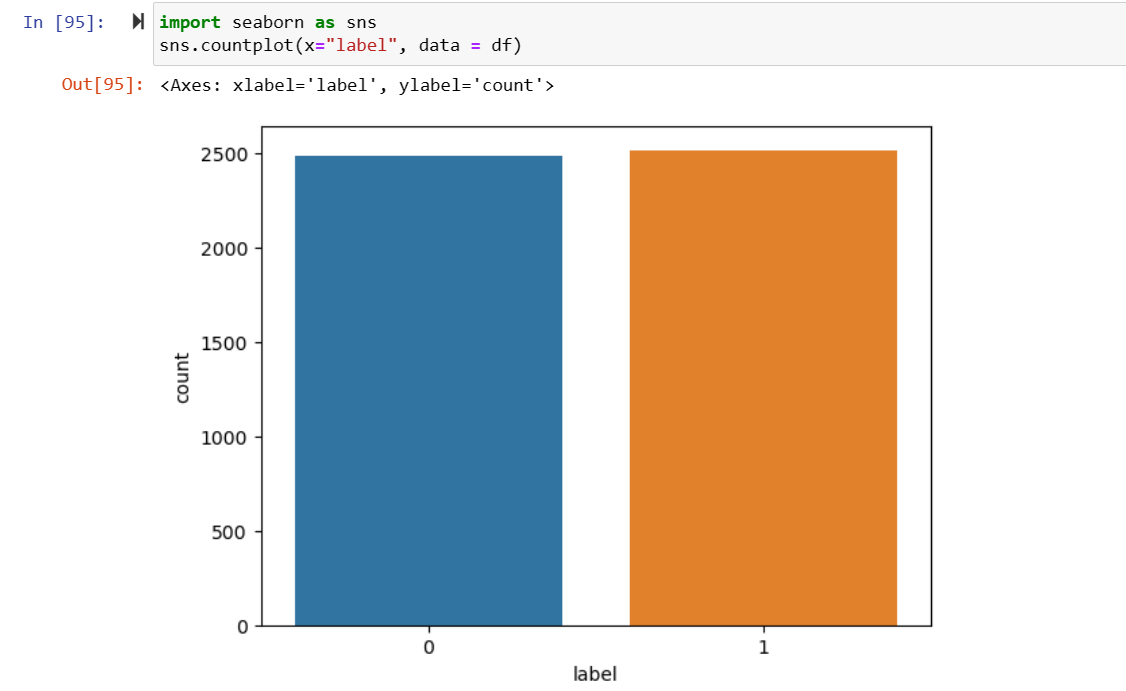 In [95]:
import seaborn as sns
sns.countplot(x="label", data = df)
Out[95]: <Axes: xlabel='label', ylabel='count'>
2500
2000
1500
1000
500
0
count
0 1
label